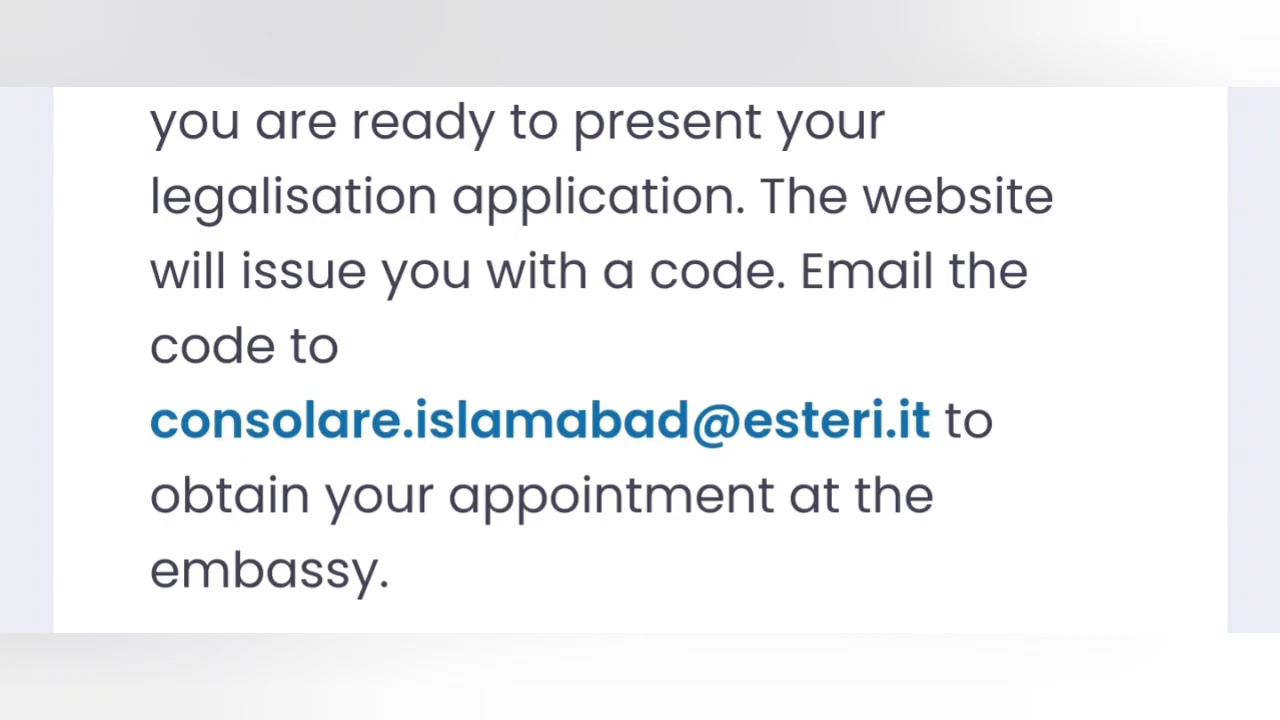 you are ready to present your
legalisation application. The website
will issue you with a code. Email the
code to
consolare.islamabad@esteri.it to
obtain your appointment at the
embassy.